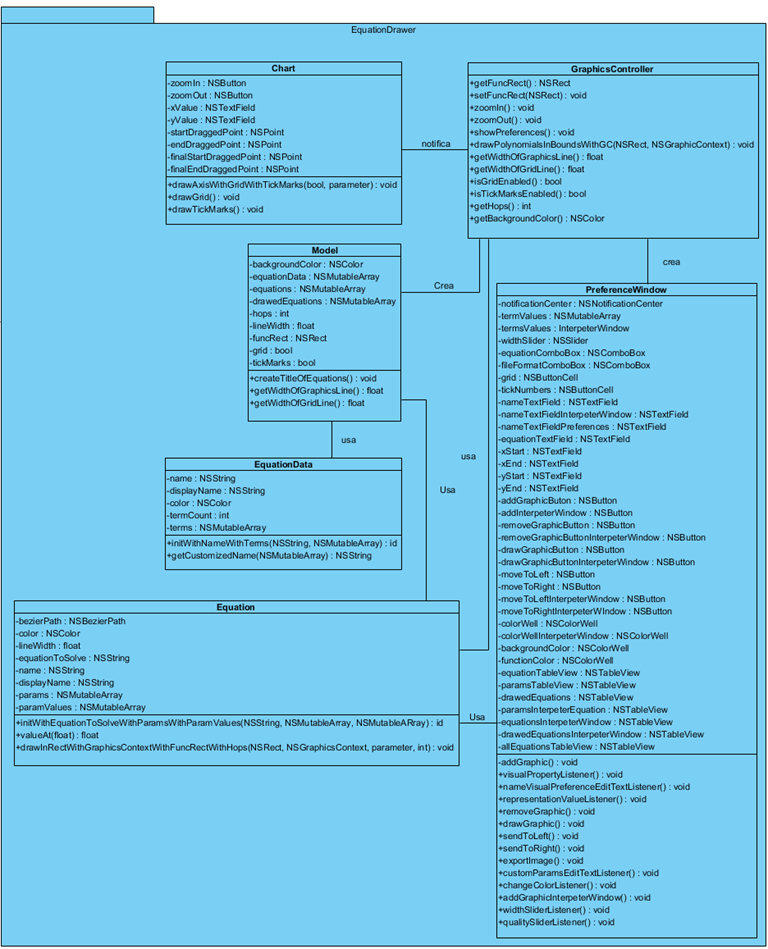 EquationDrawer
Chart
-zoomIn : NSButton
-zoomOut : NSButton
-xValue : NSTextField
-yValue : NSTextField
-startDraggedPoint : NSPoint
-endDraggedPoint : NSPoint
-finalStartDraggedPoint : NSPoint
-finalEndDraggedPoint : NSPoint
+drawAxisWithGridWithTickMarks(bool, parameter) : void
+drawGrid() : void
+drawTickMarks() : void
notifica
GraphicsController
+getFuncRect() : NSRect
+setFuncRect(NSRect) : void
+zoomIn() : void
+zoomOut() : void
+showPreferences() : void
+drawPolynomialsInBoundsWithGC(NSRect, NSGraphicContext) : void
+getWidthOfGraphicsLine() : float
+getWidthOfGridLine() : float
+isGridEnabled() : bool
+isTickMarksEnabled() : bool
+getHops() : int
+getBackgroundColor() : NSColor
Model
-backgroundColor : NSColor
-equationData : NSMutableArray
-equations : NSMutableArray
-drawedEquations : NSMutableArray
-hops : int
-lineWidth : float
-funcRect : NSRect
-grid : bool
-tickMarks : bool
+createTitleOfEquations() : void
+getWidthOfGraphicsLine() : float
+getWidthOfGridLine() : float
Crea
crea
usa
usa
Usa
EquationData
-name : NSString
-displayName : NSString
-color : NSColor
-termCount : int
-terms : NSMutableArray
+initWithNameWithTerms(NSString, NSMutableArray) : id
+getCustomizedName(NSMutableArray) : NSString
Equation
-bezierPath : NSBezierPath
-color : NSColor
-lineWidth : float
-equationToSolve : NSString
-name : NSString
-displayName : NSString
-params : NSMutableArray
-paramValues : NSMutableArray
+initWithEquationToSolveWithParamsWithParamValues(NSString, NSMutableArray, NSMutableARray) : id
+valueAt(float) : float
+drawInRectWithGraphicsContextWithFuncRectWithHops(NSRect, NSGraphicsContext, parameter, int) : void
Usa
PreferenceWindow
-notificationCenter : NSNotificationCenter
-termValues : NSMutableArray
-termsValues : InterpeterWindow
-widthSlider : NSSlider
-equationComboBox : NSComboBox
-fileFormatComboBox : NSComboBox
-grid : NSButtonCell
-tickNumbers : NSButtonCell
-nameTextField : NSTextField
-nameTextFieldInterpeterWindow : NSTextField
-nameTextFieldPreferences : NSTextField
-equationTextField : NSTextField
-xStart : NSTextField
-xEnd : NSTextField
-yStart : NSTextField
-yEnd : NSTextField
-addGraphicButon : NSButton
-addInterpeterWindow : NSButton
-removeGraphicButton : NSButton
-removeGraphicButtonInterpeterWindow : NSButton
-drawGraphicButton : NSButton
-drawGraphicButtonInterpeterWindow : NSButton
-moveToLeft : NSButton
-moveToRight : NSButton
-moveToLeftInterpeterWindow : NSButton
-moveToRightInterpeterWIndow : NSButton
-colorWell : NSColorWell
-colorWellInterpeterWindow : NSColorWell
-backgroundColor : NSColorWell
-functionColor : NSColorWell
-equationTableView : NSTableView
-paramsTableView : NSTableView
-drawedEquations : NSTableView
-paramsInterpeterEquation : NSTableView
-equationsInterpeterWindow : NSTableView
-drawedEquationsInterpeterWindow : NSTableView
-allEquationsTableView : NSTableView
-addGraphic() : void
+visualPropertyListener() : void
+nameVisualPreferenceEditTextListener() : void
+representationValueListener() : void
+removeGraphic() : void
+drawGraphic() : void
+sendToLeft() : void
+sendToRight() : void
+exportImage() : void
+customParamsEditTextListener() : void
+changeColorListener() : void
+addGraphicInterpeterWindow() : void
+widthSliderListener() : void
+qualitySliderListener() : void